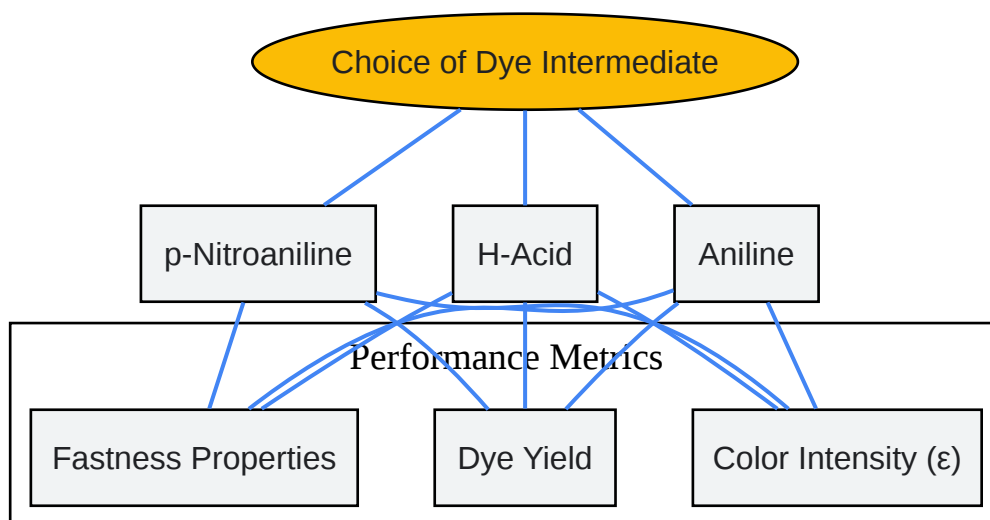 Choice of Dye Intermediate
p-Nitroaniline
H-Acid
Aniline
Performance Metrics
Fastness Properties
Dye Yield
Color Intensity (ε)